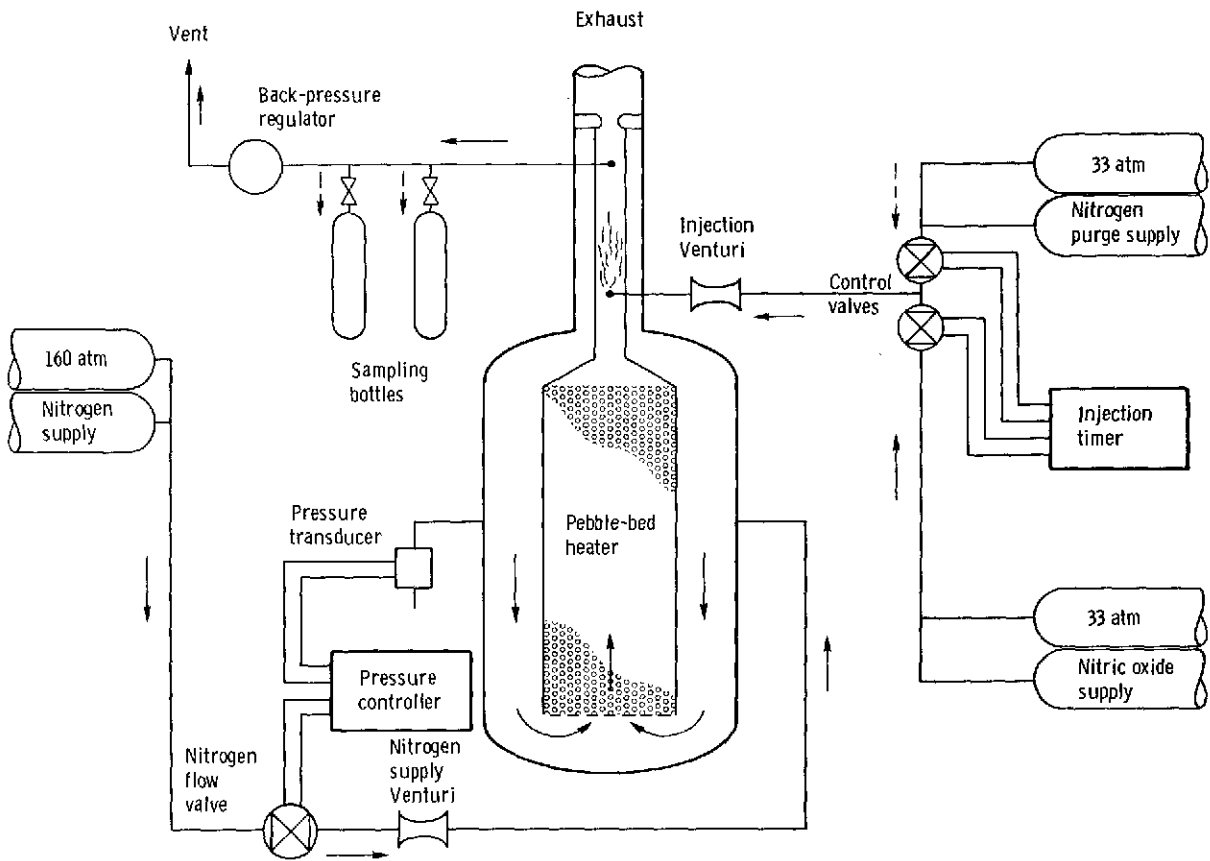 Exhaust
Vent
Back-pressure
regulator
33 atm
Nitrogen
purge supply
Injection
Venturi
Control
valves
160 atm
Nitrogen
supply
Sampling
bottles
Injection
timer
Pressure
transducer
Pebble-bed
heater
33 atm
Nitric oxide
supply
Pressure
controller
Nitrogen
flow
valve
Nitrogen
supply
Venturi